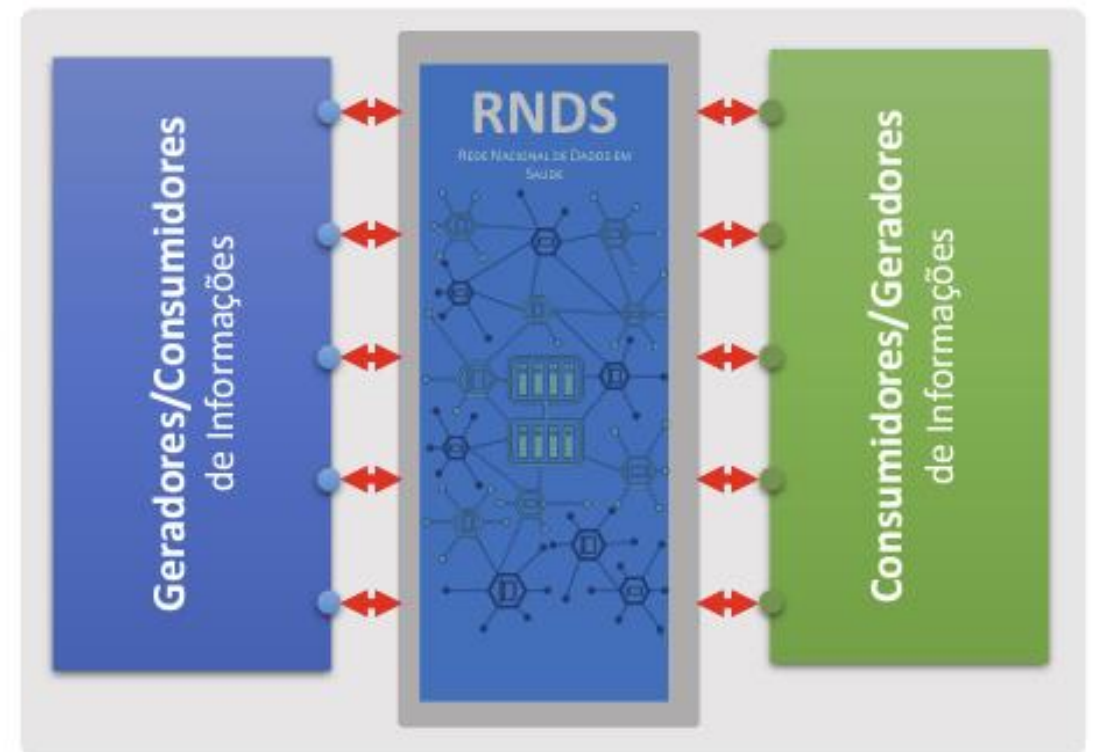 Geradores/Consumidores
de Informações
RNDS
REDE NACIONAL DE DADOS EM
SAÚDE
Consumidores/Geradores
de Informações